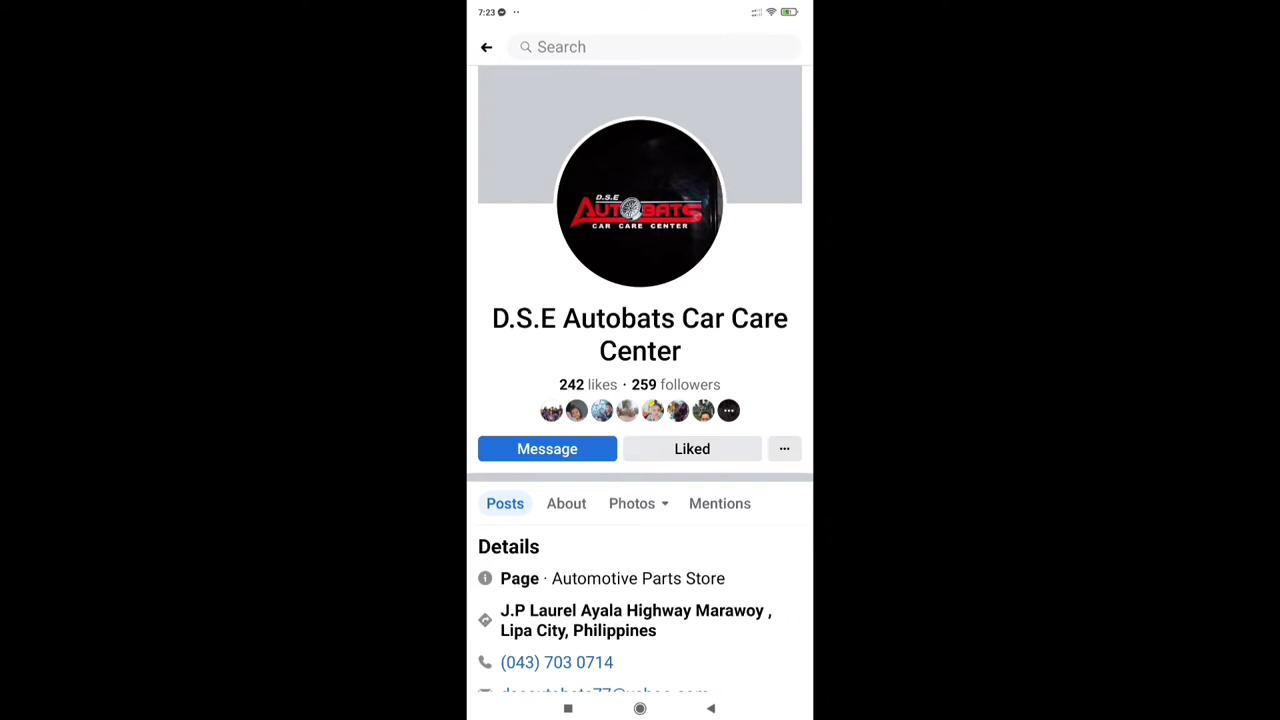 7:23
Search
D.S.E
AUTOBATS
CAR CARE CENTER
D.S.E Autobats Car Care
Center
242 likes · 259 followers
Message
Liked
Posts
About
Photos
Mentions
Details
Page · Automotive Parts Store
J.P Laurel Ayala Highway Marawoy ,
Lipa City, Philippines
(043) 703 0714